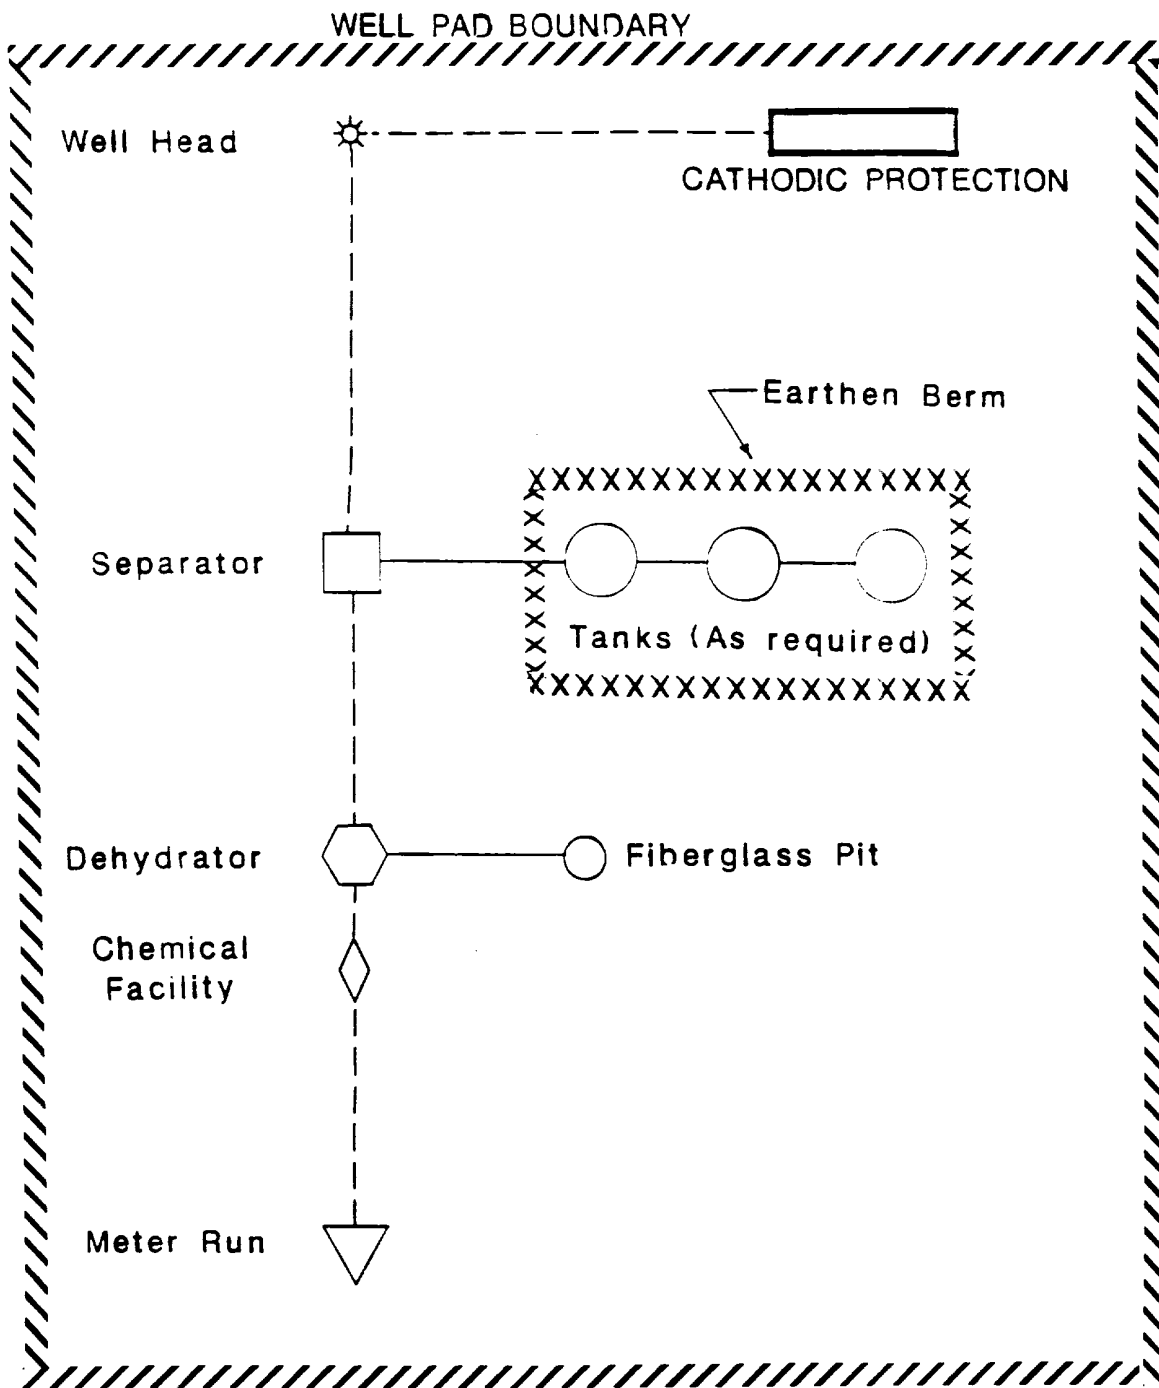 WELL PAD BOUNDARY
Well Head
CATHODIC PROTECTION
Earthen Berm
Separator
Tanks (As required)
Dehydrator
Fiberglass Pit
Chemical
Facility
Meter Run